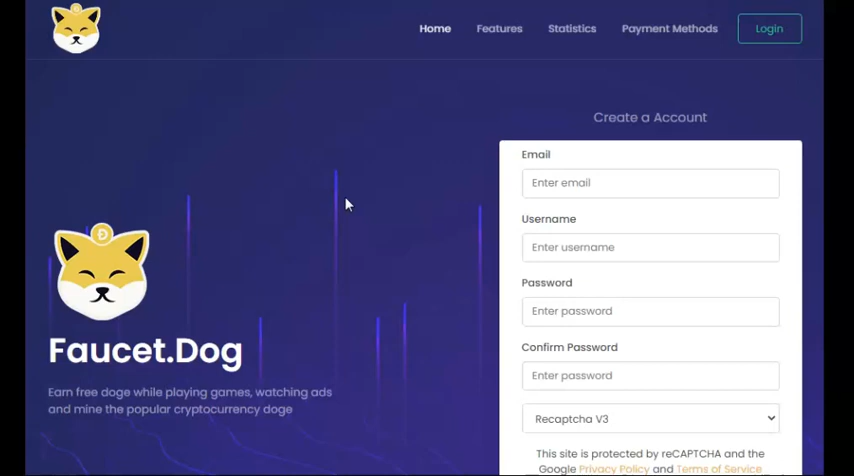 Home Features Statistics Payment Methods Login
Create a Account
Email
Enter email
Username
Enter username
Password
Enter password
Confirm Password
Enter password
Recaptcha V3
This site is protected by reCAPTCHA and the
Google Privacy Policy and Terms of Service
Ð
Faucet.Dog
Earn free doge while playing games, watching ads
and mine the popular cryptocurrency doge